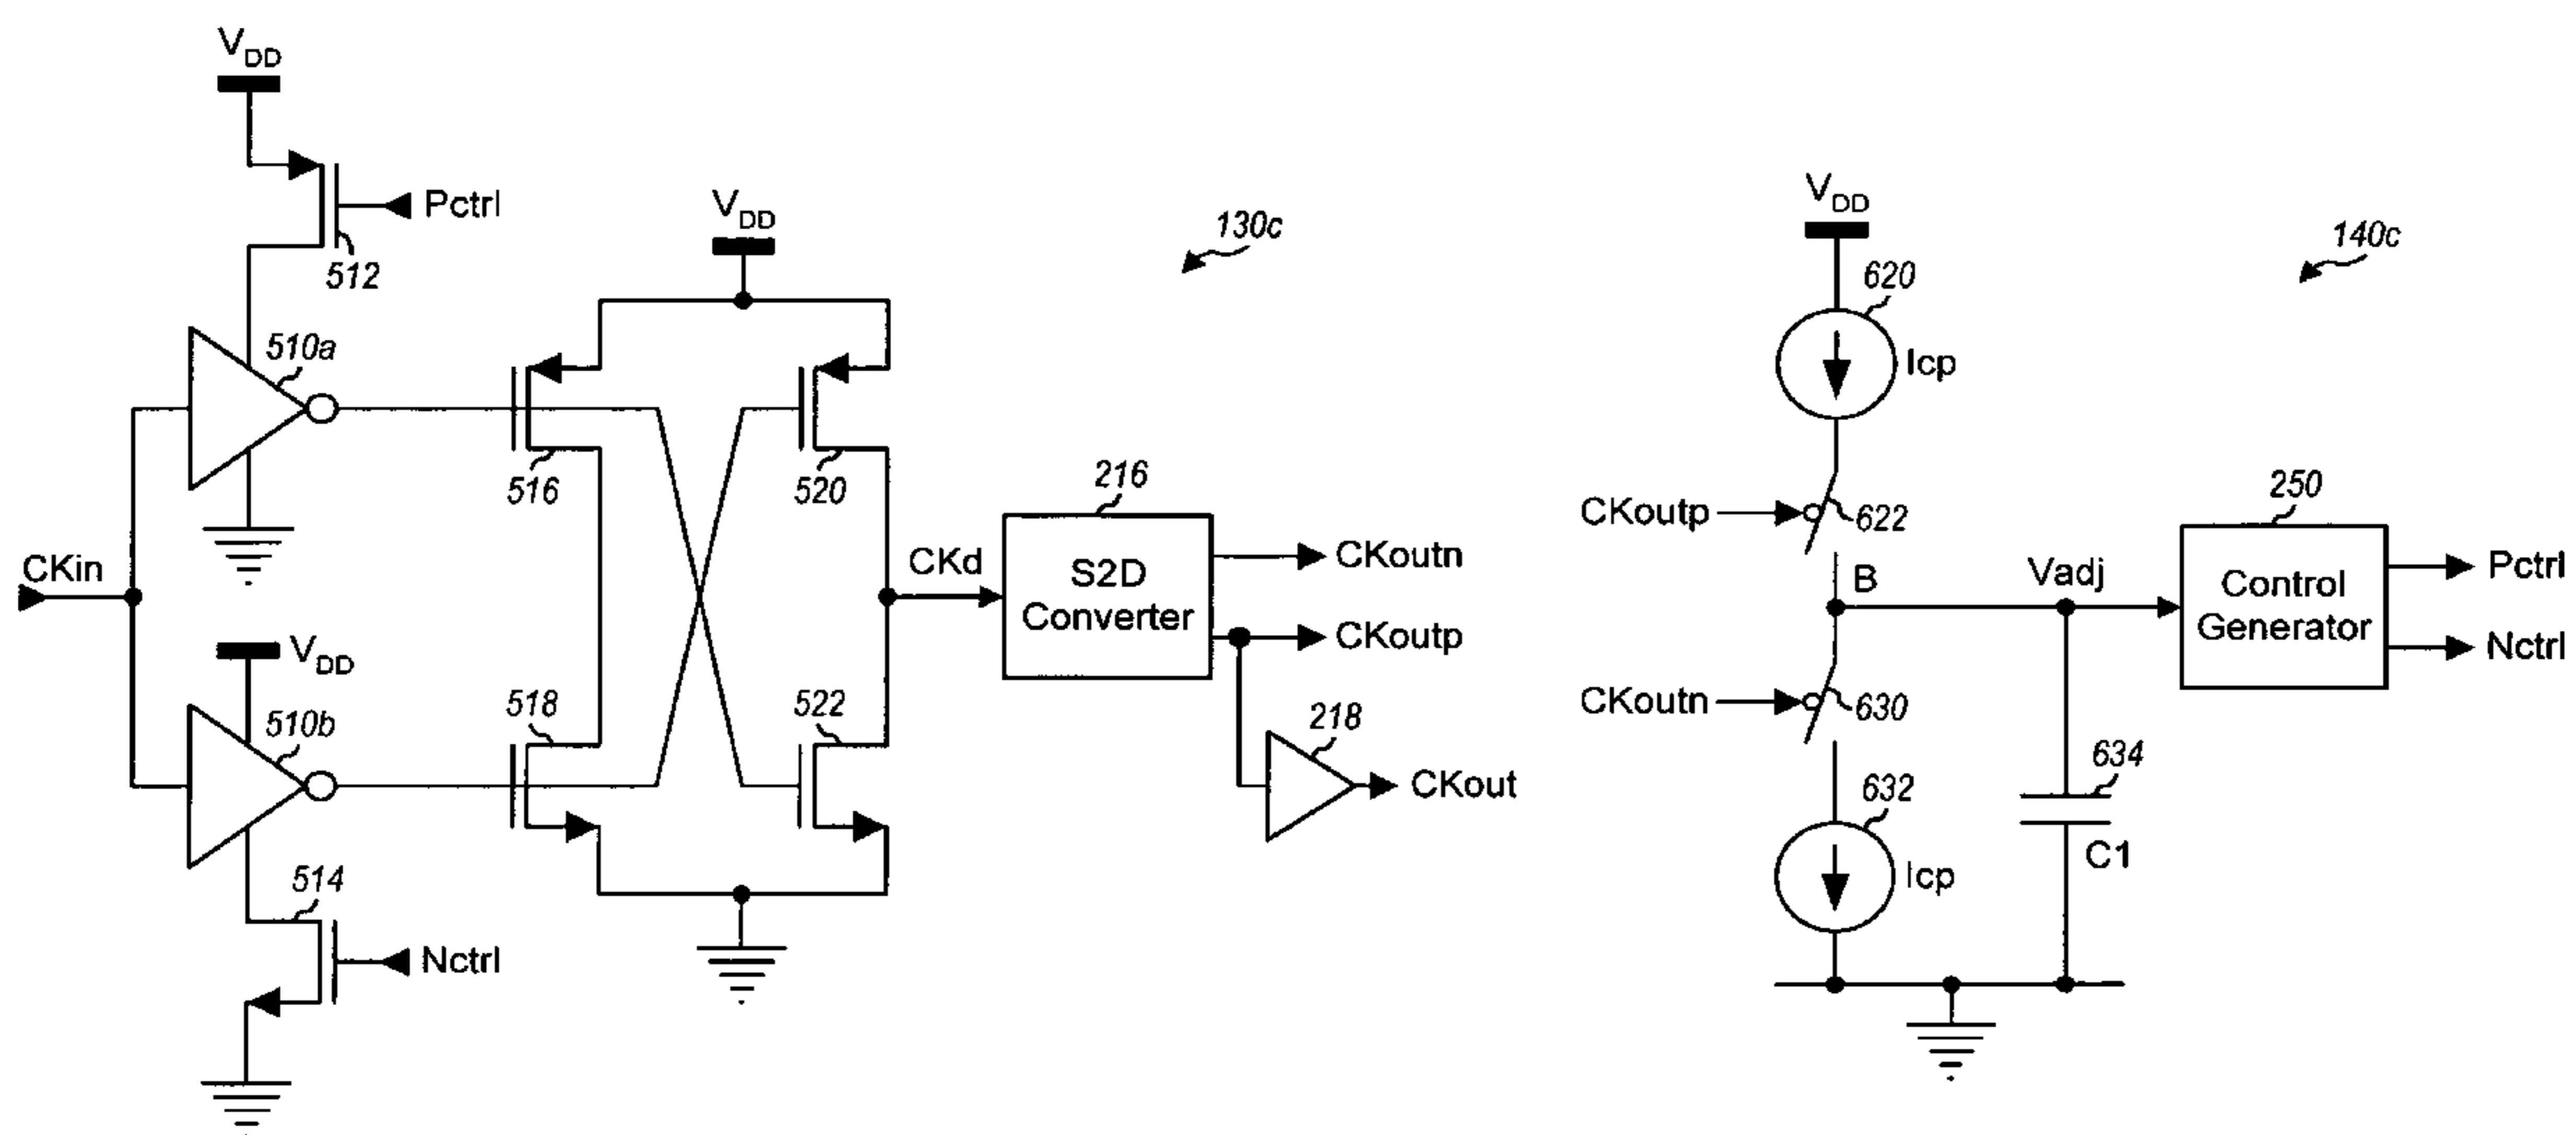 VDD
Pctrl
512
510a
CKin
VDD
510b
514
Nctrl
VDD
516
520
518
522
CKd
130c
216
S2D
Converter
CKoutn
CKoutp
218
CKout
VDD
140c
620
Icp
CKoutp
622
B
Vadj
250
Control
Generator
Pctrl
Nctrl
CKoutn
630
632
Icp
634
C1